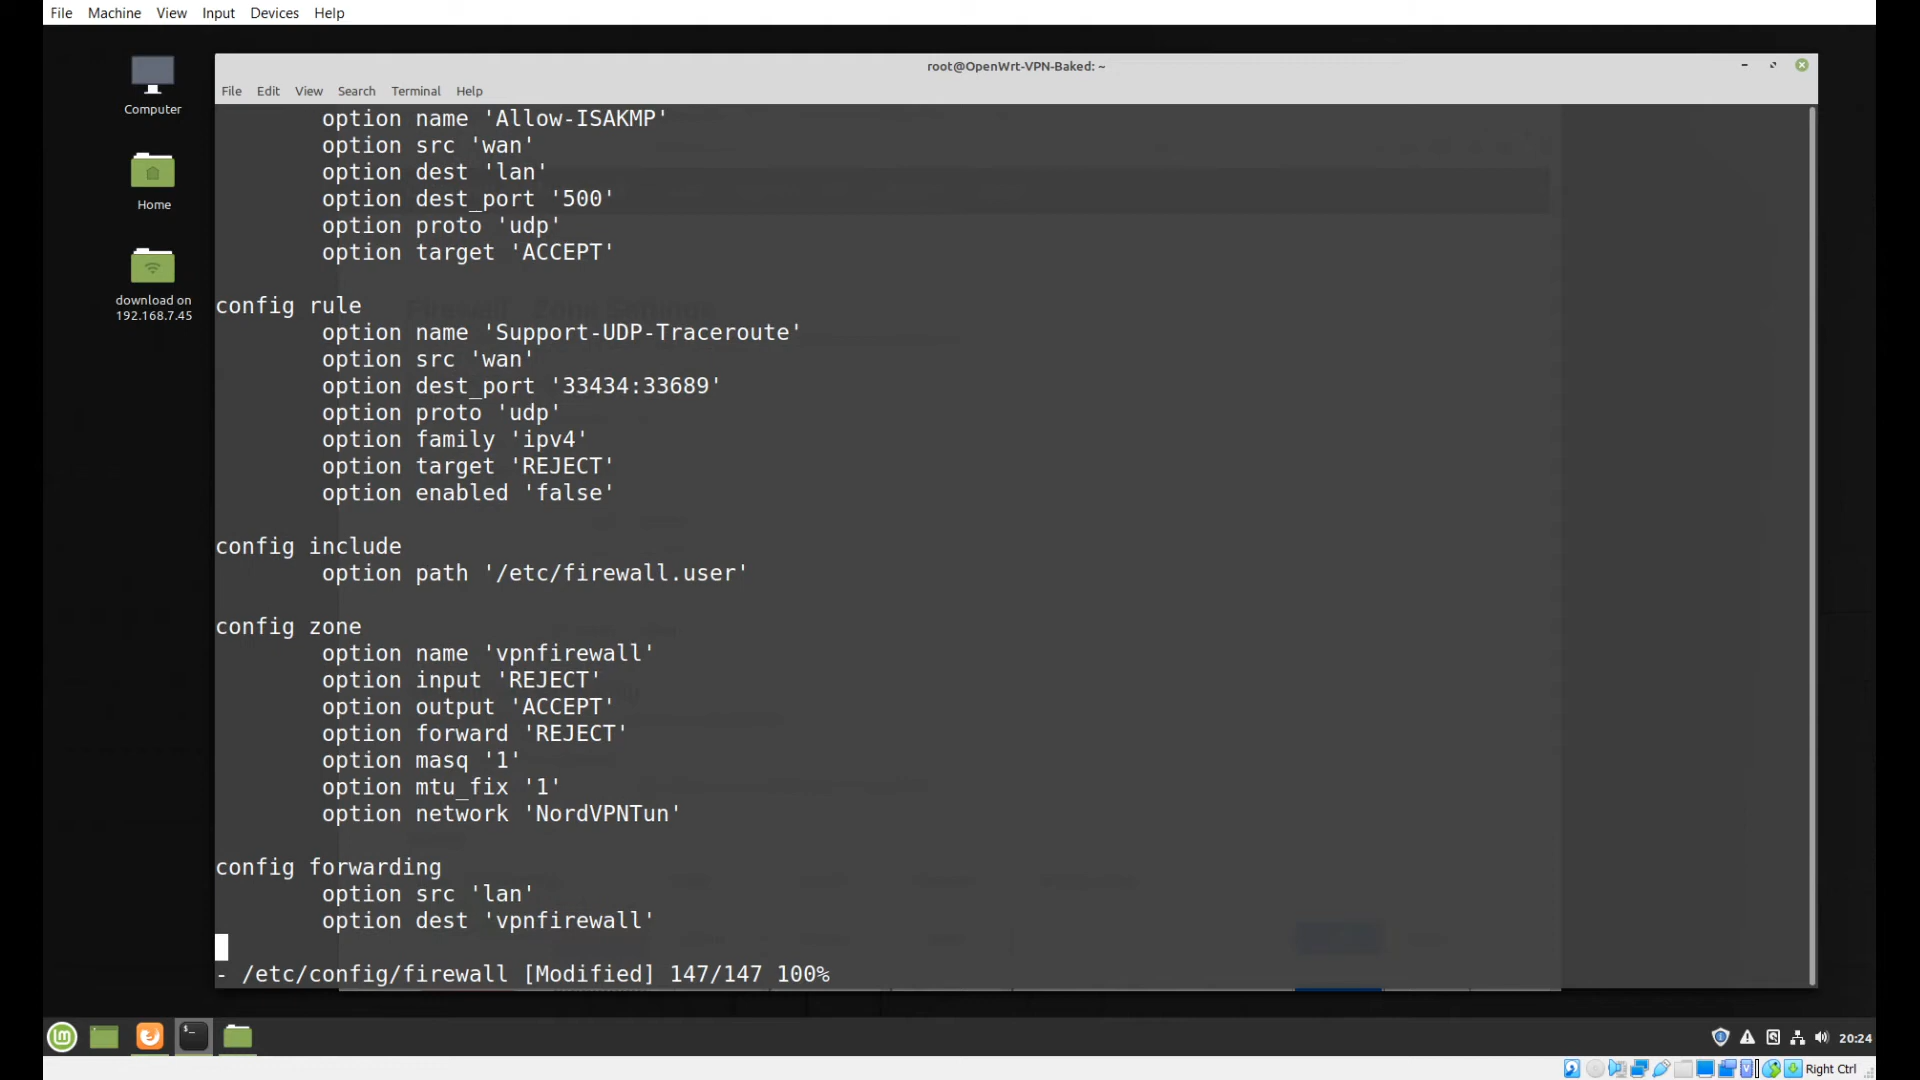 File Machine View Input Devices Help
root@OpenWrt-VPN-Baked: ~
File Edit View Search Terminal Help
Computer
Home
download on
192.168.7.45
option name 'Allow-ISAKMP'
option src 'wan'
option dest 'lan'
option dest_port '500'
option proto 'udp'
option target 'ACCEPT'
config rule
option name 'Support-UDP-Traceroute'
option src 'wan'
option dest_port '33434:33689'
option proto 'udp'
option family 'ipv4'
option target 'REJECT'
option enabled 'false'
config include
option path '/etc/firewall.user'
config zone
option name 'vpnfirewall'
option input 'REJECT'
option output 'ACCEPT'
option forward 'REJECT'
option masq '1'
option mtu_fix '1'
option network 'NordVPNTun'
config forwarding
option src 'lan'
option dest 'vpnfirewall'
- /etc/config/firewall [Modified] 147/147 100%
20:24
Right Ctrl